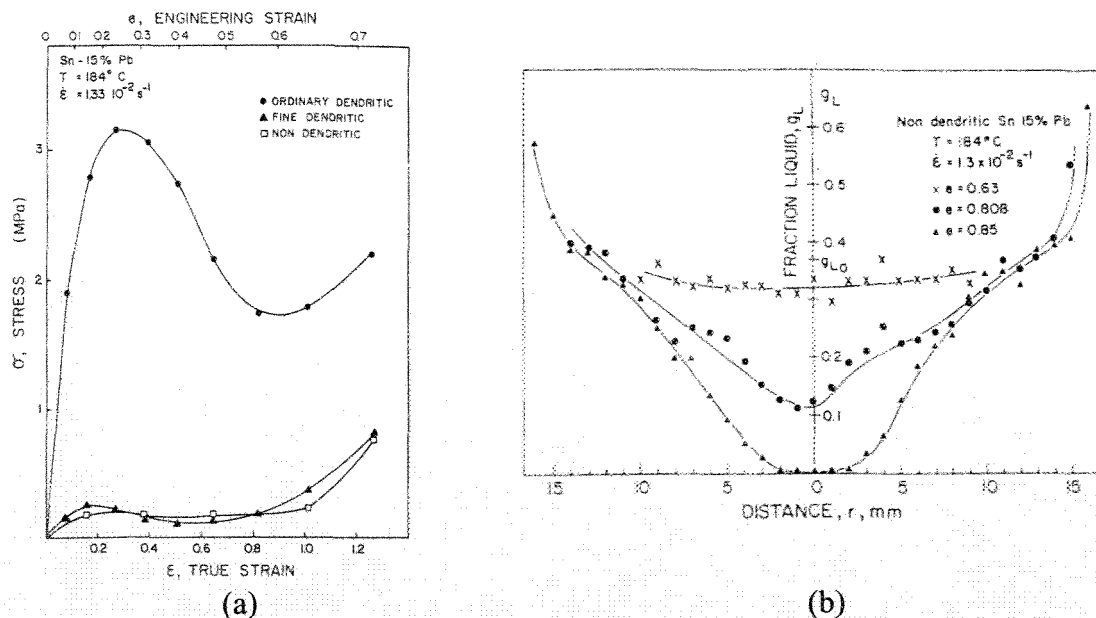 e, ENGINEERING STRAIN
0 0.1 0.2 0.3 0.4 0.5 0.6 0.7
Sn-15% Pb
T = 184° C
ε̇ = 1.33 10⁻² s⁻¹
● ORDINARY DENDRITIC
▲ FINE DENDRITIC
□ NON DENDRITIC
σ, STRESS (MPa)
3
2
1
0.2 0.4 0.6 0.8 1.0 1.2
ε, TRUE STRAIN
(a)
gL
Non dendritic Sn 15% Pb
T = 184°C
ε̇ = 1.3 x 10⁻² s⁻¹
x e = 0.63
● e = 0.808
▲ e = 0.85
FRACTION LIQUID, gL
0.6
0.5
0.4
gLo
0.2
0.1
15 10 5 0 5 10 15
DISTANCE, r, mm
(b)